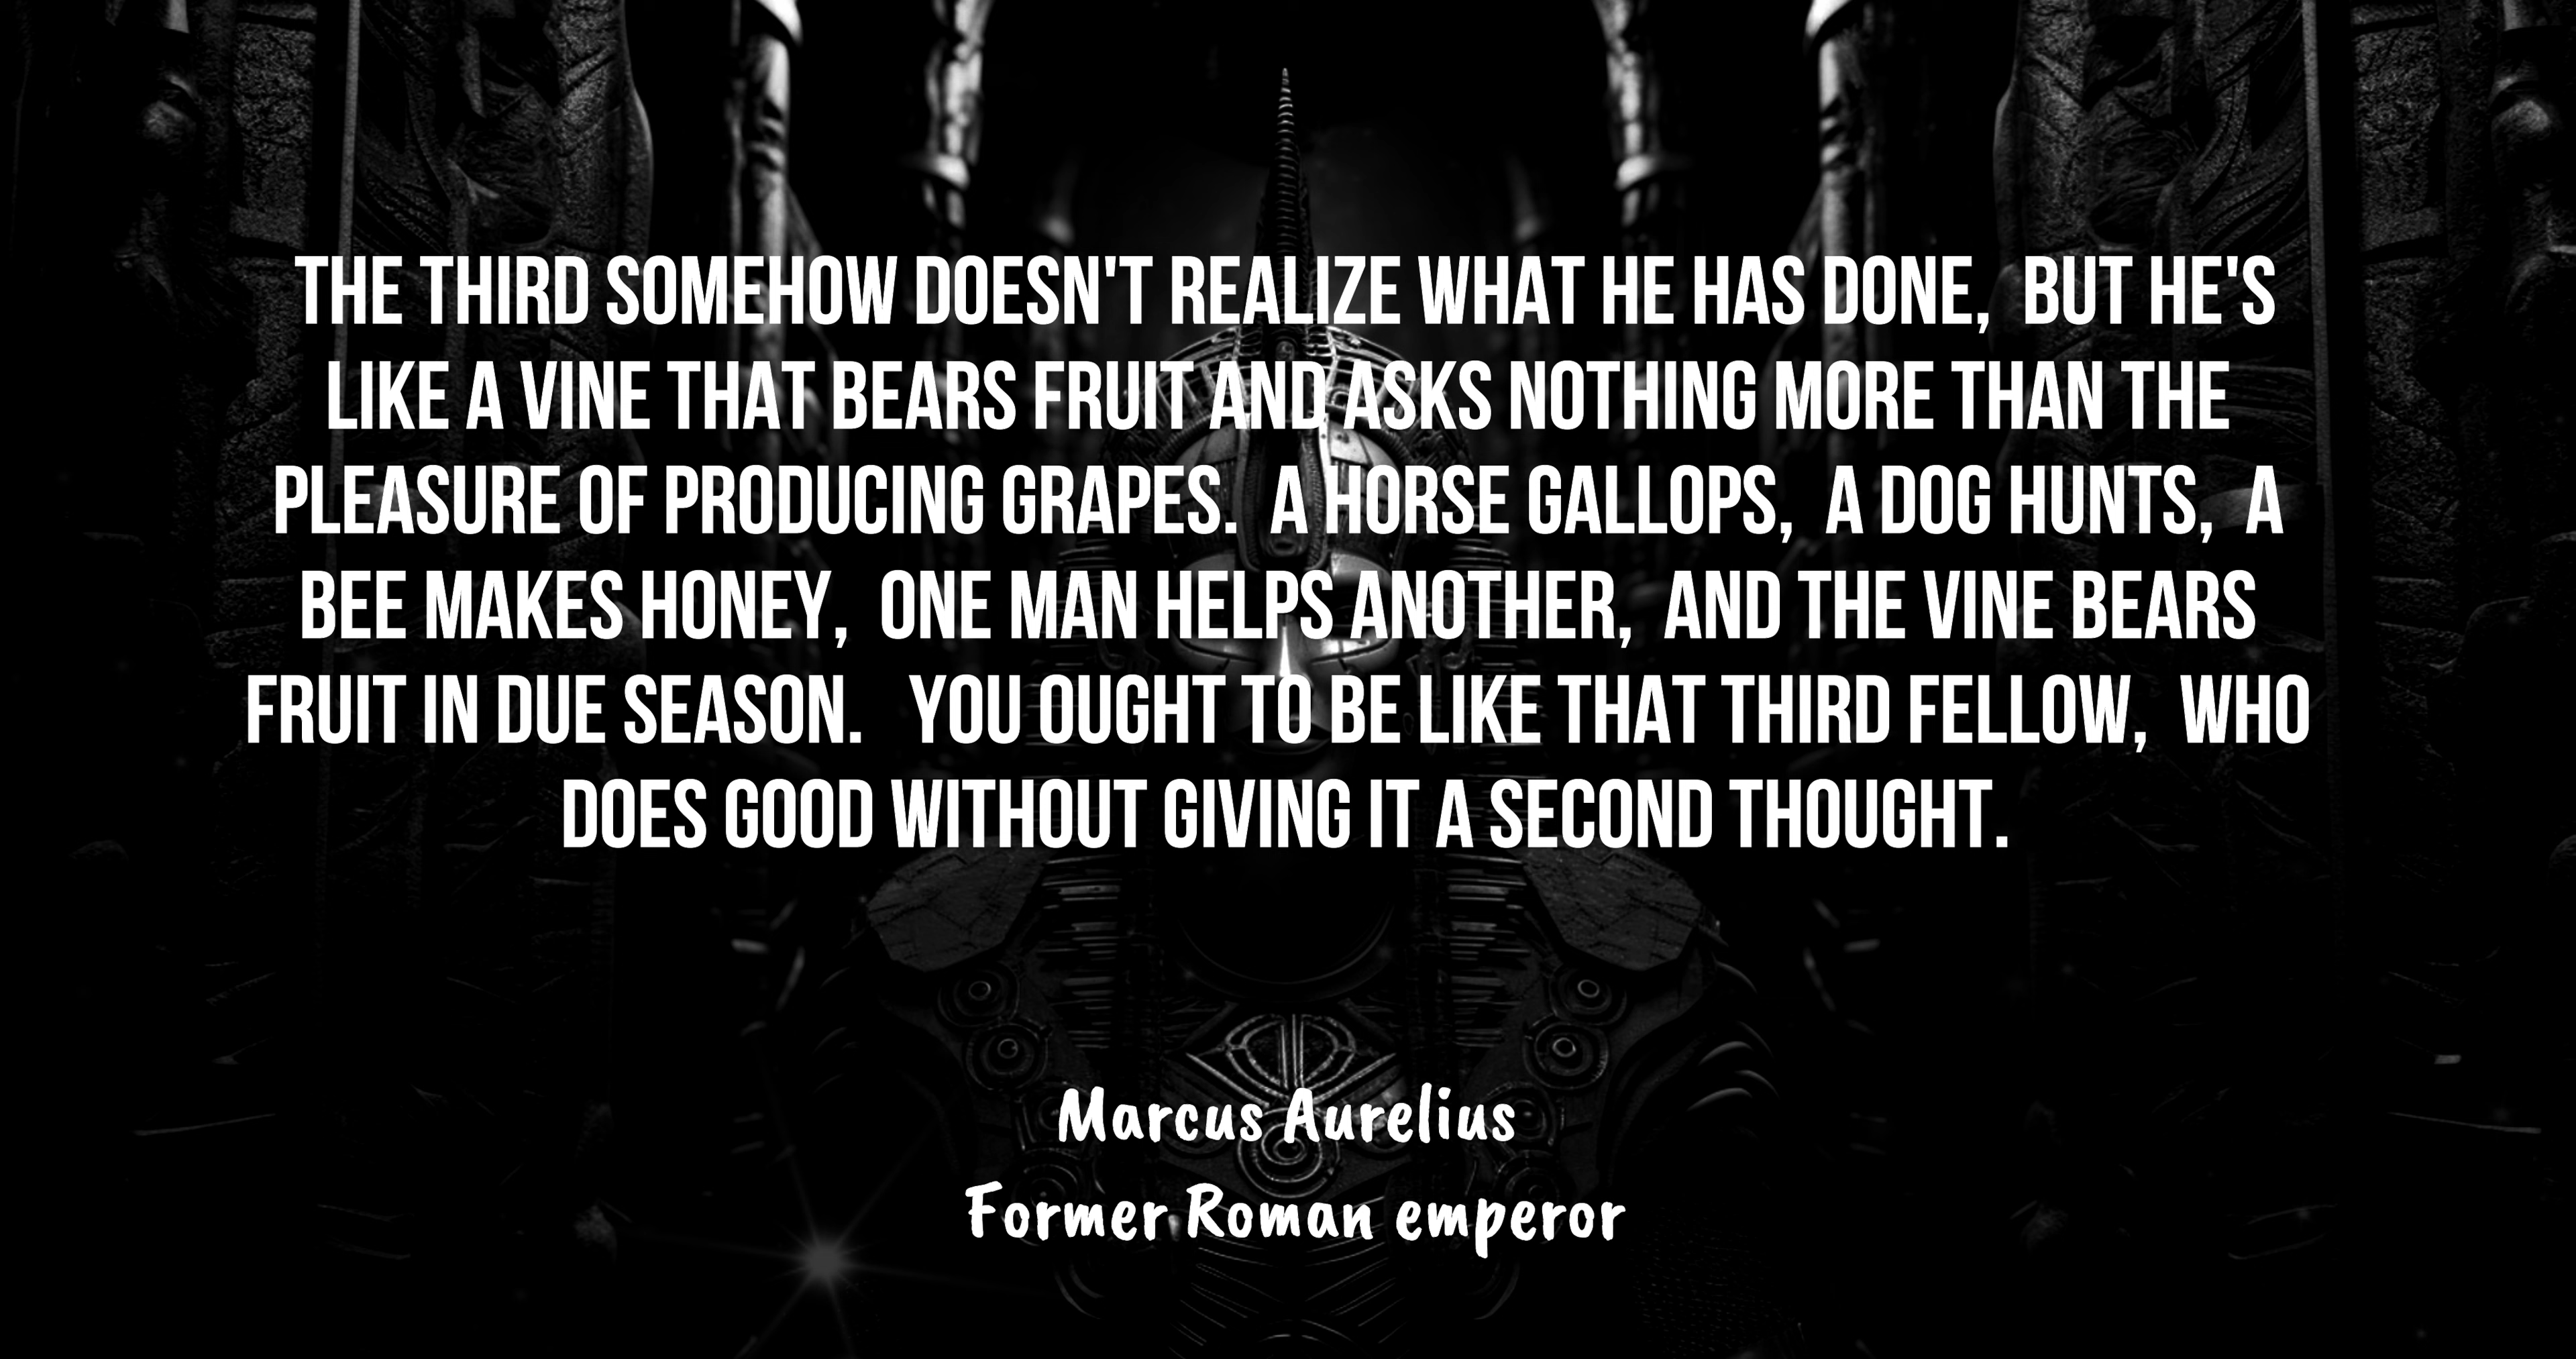 THE THIRD SOMEHOW DOESN'T REALIZE WHAT HE HAS DONE, BUT HE'S
LIKE A VINE THAT BEARS FRUIT AND ASKS NOTHING MORE THAN THE
PLEASURE OF PRODUCING GRAPES. A HORSE GALLOPS, A DOG HUNTS, A
BEE MAKES HONEY, ONE MAN HELPS ANOTHER, AND THE VINE BEARS
FRUIT IN DUE SEASON. YOU OUGHT TO BE LIKE THAT THIRD FELLOW, WHO
DOES GOOD WITHOUT GIVING IT A SECOND THOUGHT.
Marcus Aurelius
Former Roman emperor